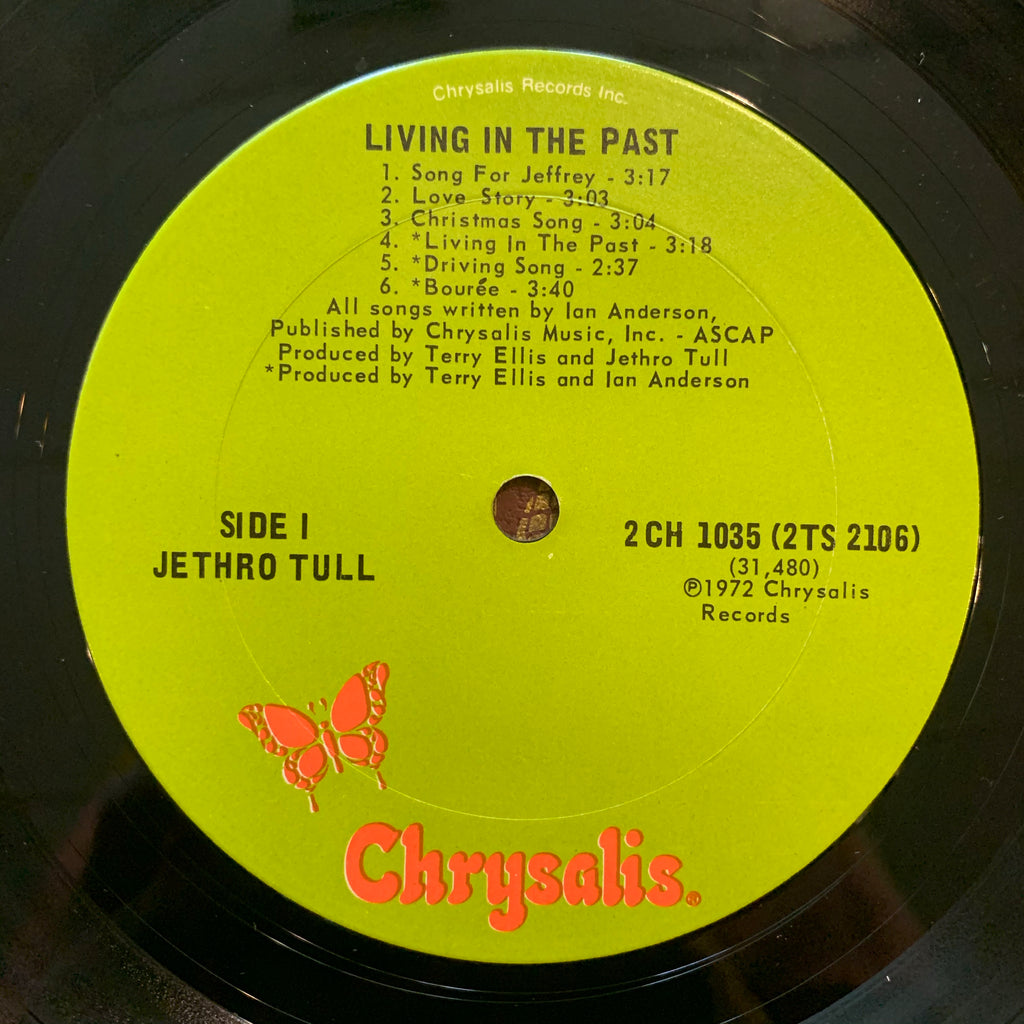 Chrysalis Records Inc.
LIVING IN THE PAST
1. Song For Jeffrey - 3:17
2. Love Story - 3:03
3. Christmas Song - 3:04
4. *Living In The Past - 3:18
5. *Driving Song - 2:37
6. *Bourée - 3:40
All songs written by Ian Anderson,
Published by Chrysalis Music, Inc. - ASCAP
Produced by Terry Ellis and Jethro Tull
*Produced by Terry Ellis and Ian Anderson
SIDE I
JETHRO TULL
2 CH 1035 (2TS 2106)
(31,480)
℗1972 Chrysalis
Records
Chrysalis.®